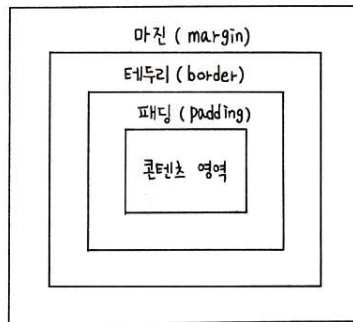 마진 (margin)
테두리 (border)
패딩 (padding)
콘텐츠 영역